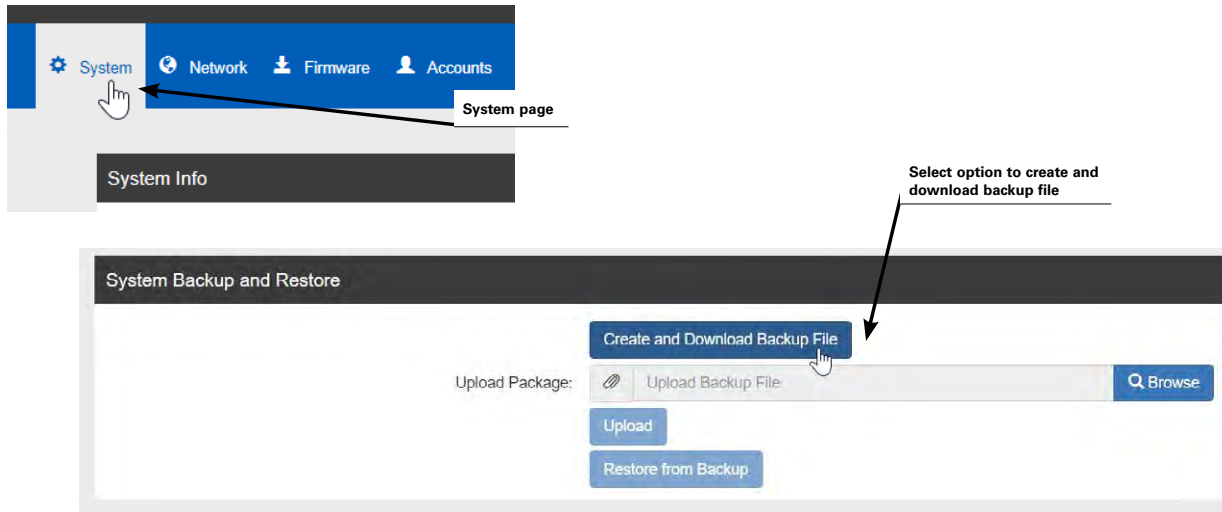 System Network Firmware Accounts
System page
System Info
Select option to create and
download backup file
System Backup and Restore
Create and Download Backup File
Upload Package: Upload Backup File Browse
Upload
Restore from Backup